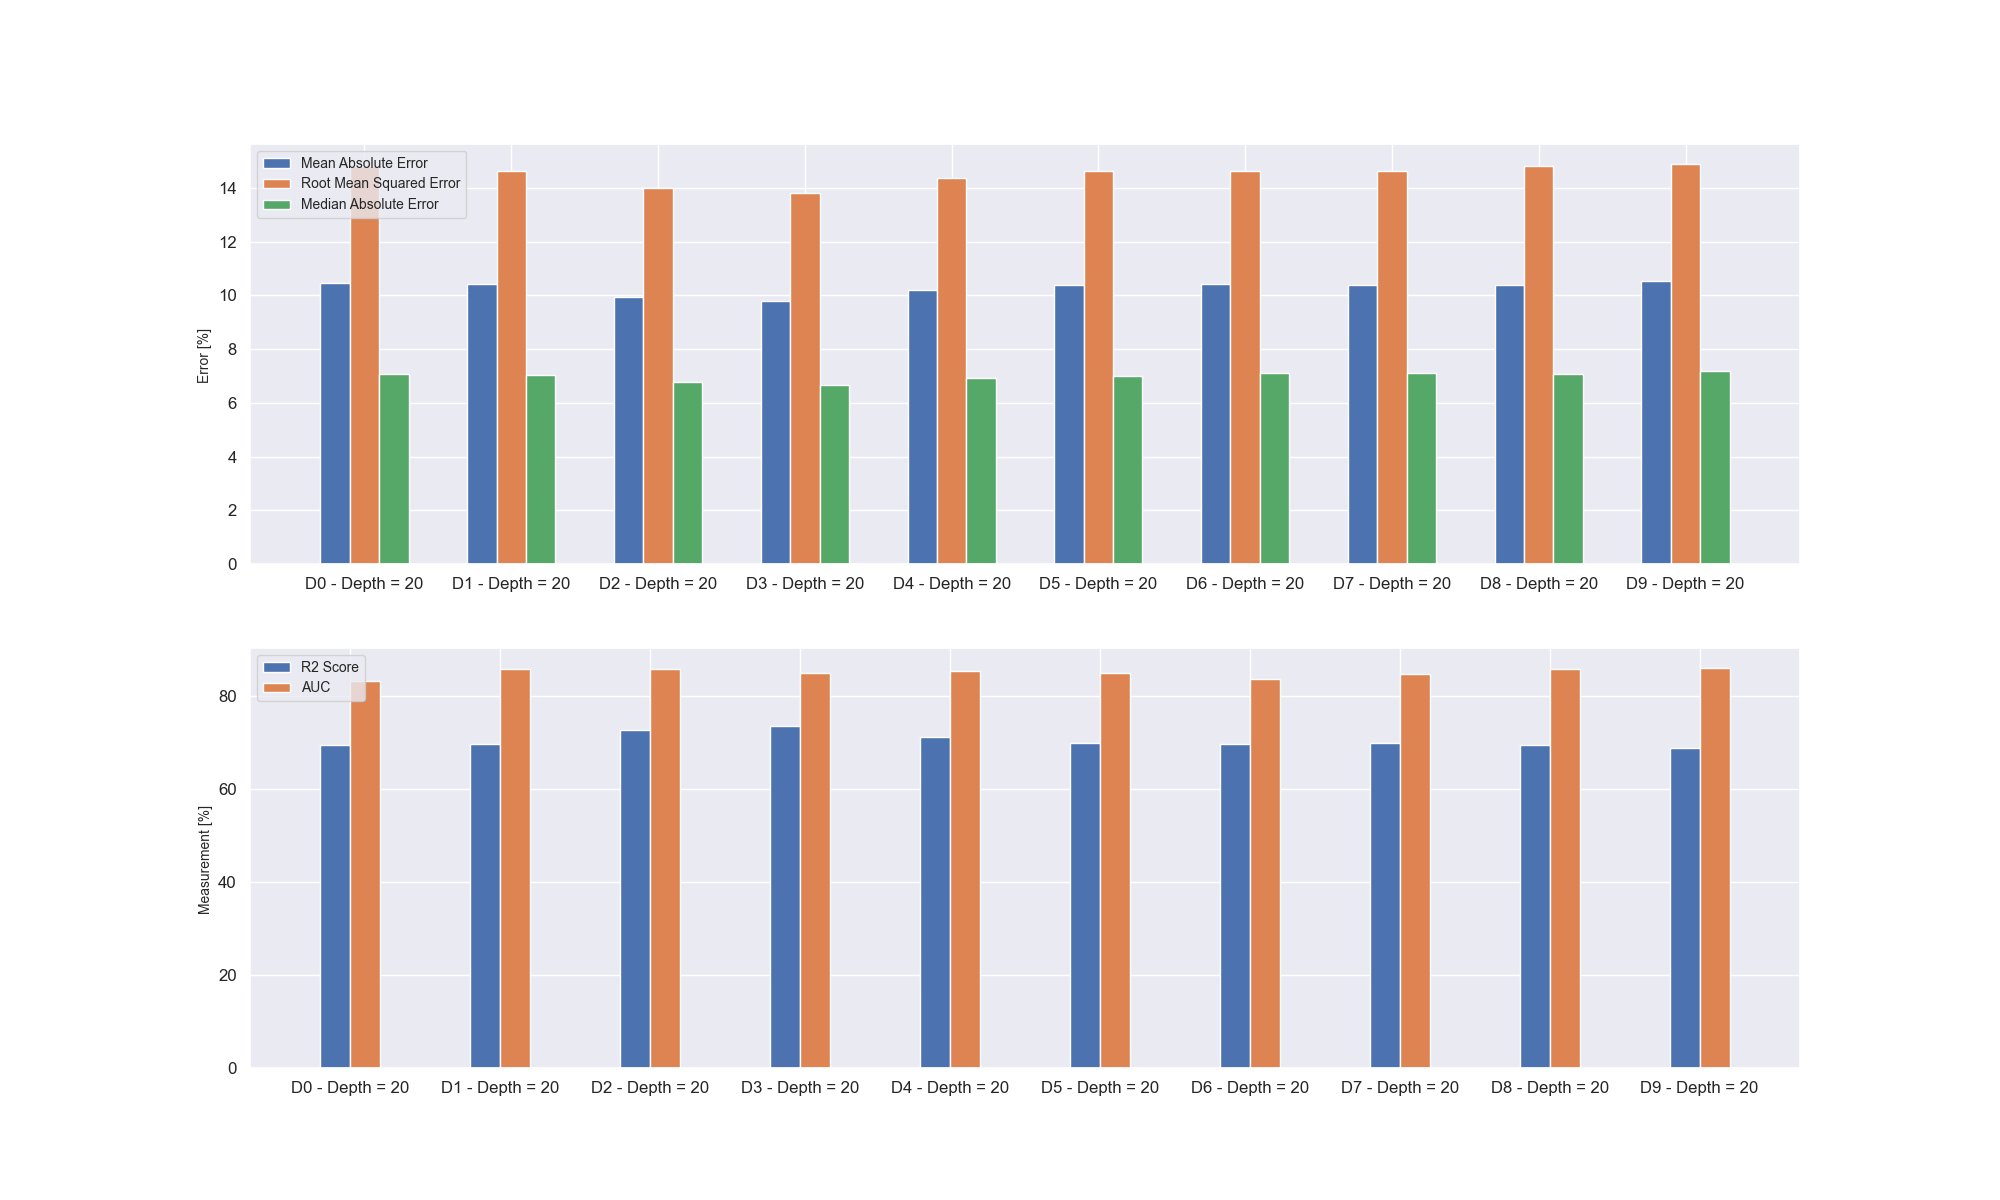 Mean Absolute Error
Root Mean Squared Error
Median Absolute Error
Error [%]
14
12
10
8
6
4
2
0
D0 - Depth = 20 D1 - Depth = 20 D2 - Depth = 20 D3 - Depth = 20 D4 - Depth = 20 D5 - Depth = 20 D6 - Depth = 20 D7 - Depth = 20 D8 - Depth = 20 D9 - Depth = 20
R2 Score
AUC
Measurement [%]
80
60
40
20
0
D0 - Depth = 20 D1 - Depth = 20 D2 - Depth = 20 D3 - Depth = 20 D4 - Depth = 20 D5 - Depth = 20 D6 - Depth = 20 D7 - Depth = 20 D8 - Depth = 20 D9 - Depth = 20